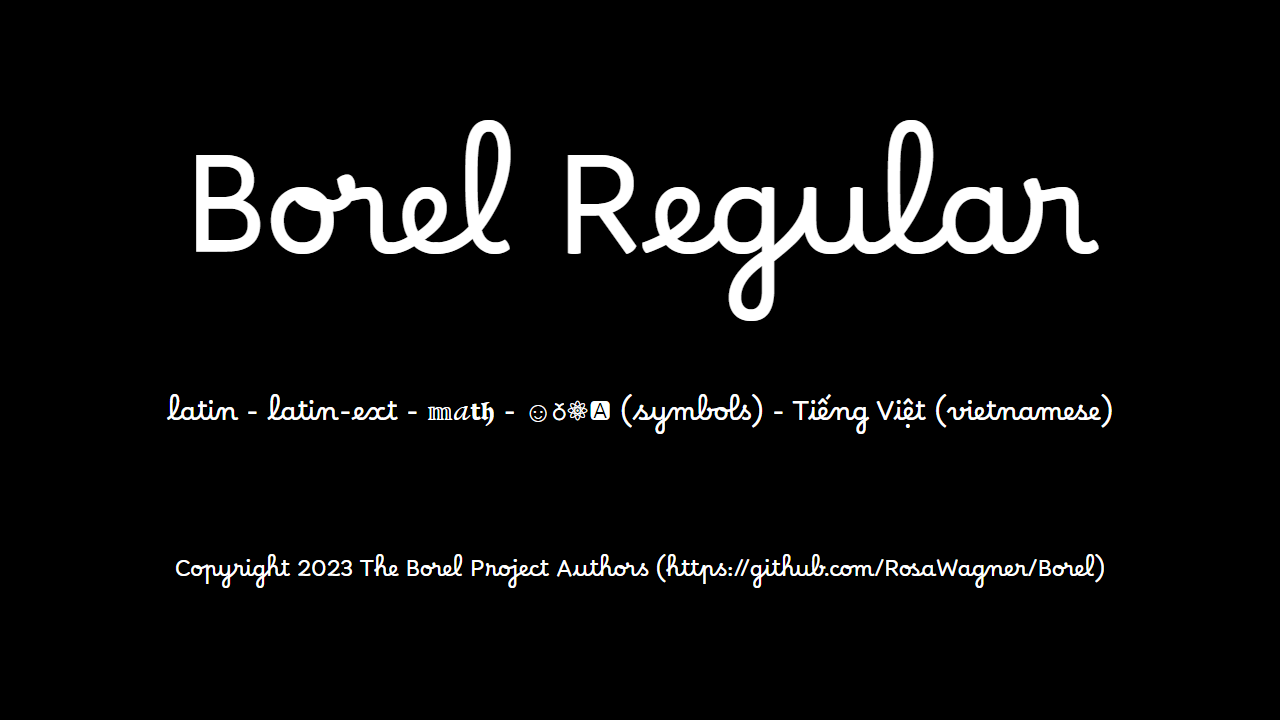 Borel Regular
latin - latin-ext - 𝕞𝑎𝐭𝖍 - ☺♉⚛🅰 (symbols) - Tiếng Việt (vietnamese)
Copyright 2023 The Borel Project Authors (https://github.com/RosaWagner/Borel)